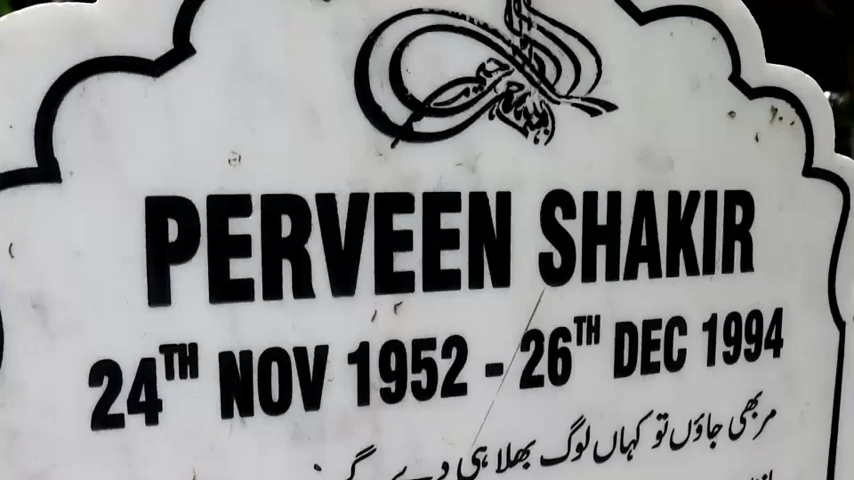 PERVEEN SHAKIR
24TH NOV 1952 - 26TH DEC 1994
مر بھی جاؤں تو کہاں لوگ بھلا ہی دیں گے